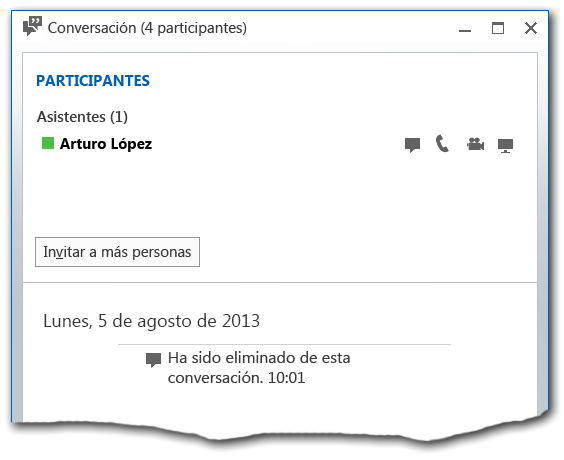 Conversación (4 participantes)
PARTICIPANTES
Asistentes (1)
Arturo López
Invitar a más personas
Lunes, 5 de agosto de 2013
Ha sido eliminado de esta
conversación. 10:01